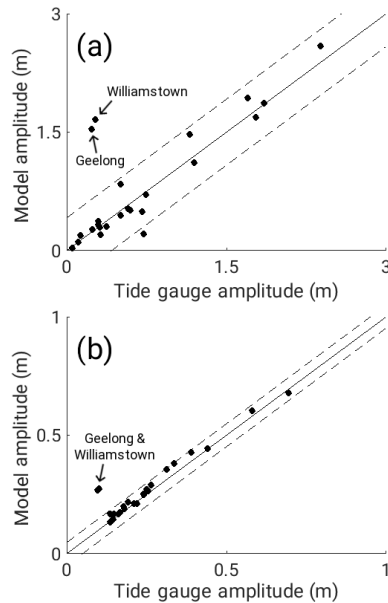 (a)
3
Williamstown
Geelong
Model amplitude (m)
1.5
0
0
1.5
3
Tide gauge amplitude (m)
(b)
1
Geelong &
Williamstown
Model amplitude (m)
0.5
0
0
0.5
1
Tide gauge amplitude (m)